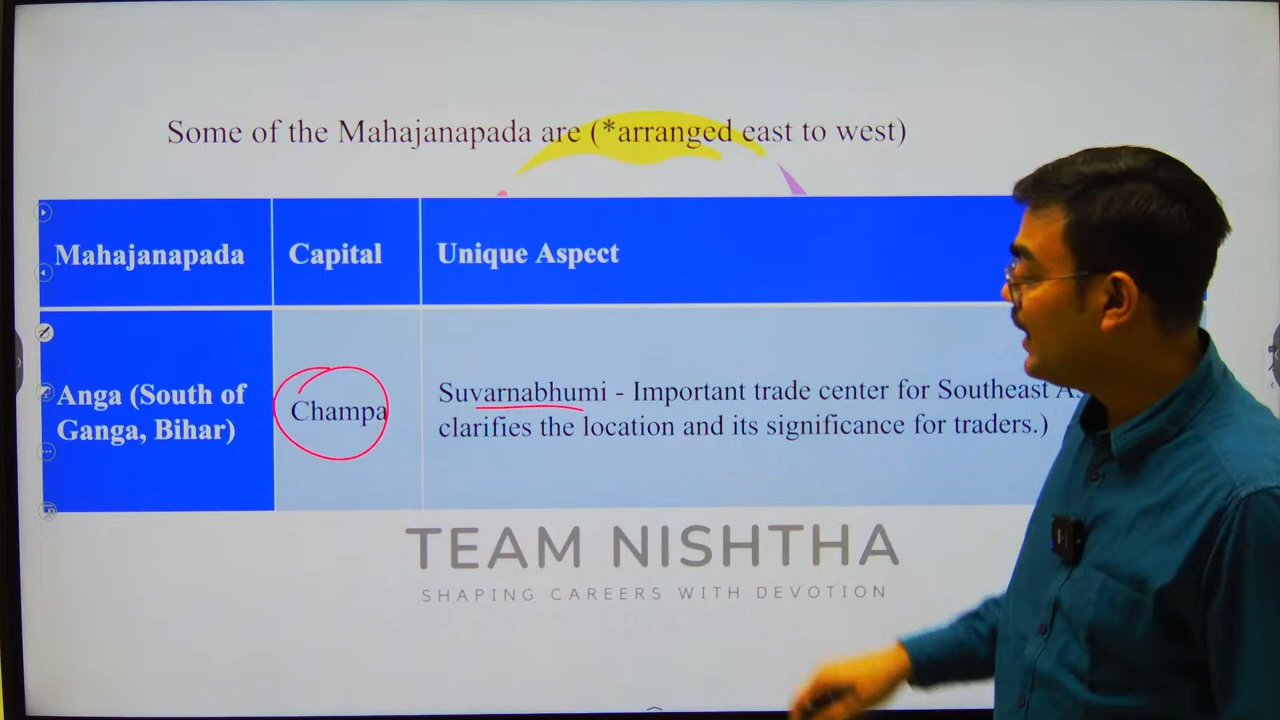 Some of the Mahajanapada are (*arranged east to west)
Mahajanapada Capital Unique Aspect
Anga (South of
Ganga, Bihar)
Champa
Suvarnabhumi - Important trade center for Southeast
clarifies the location and its significance for traders.)
TEAM NISHTHA
SHAPING CAREERS WITH DEVOTION